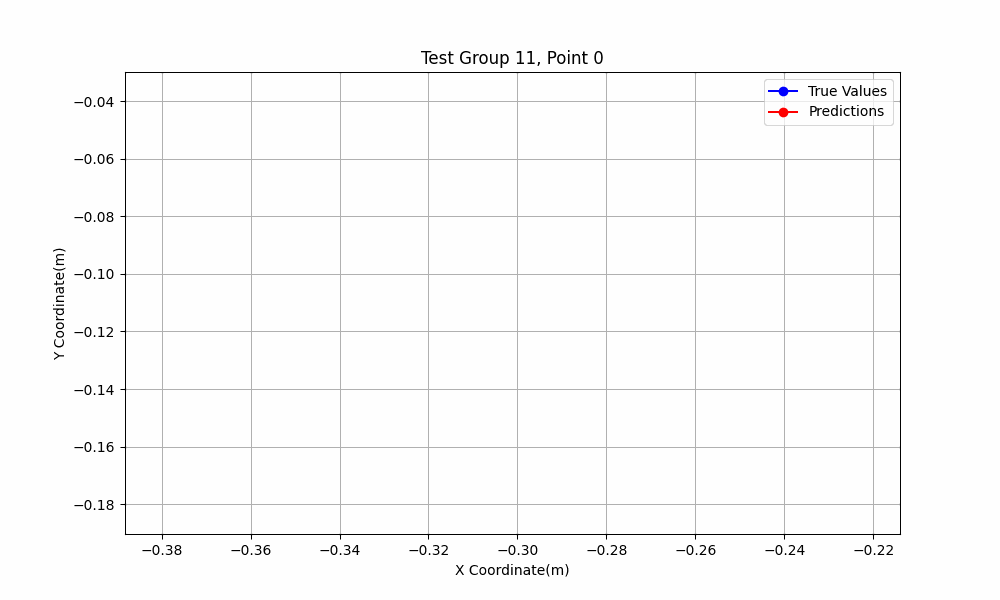 Test Group 11, Point 0
True Values
Predictions
−0.04
−0.06
−0.08
−0.10
−0.12
−0.14
−0.16
−0.18
Y Coordinate(m)
−0.38 −0.36 −0.34 −0.32 −0.30 −0.28 −0.26 −0.24 −0.22
X Coordinate(m)